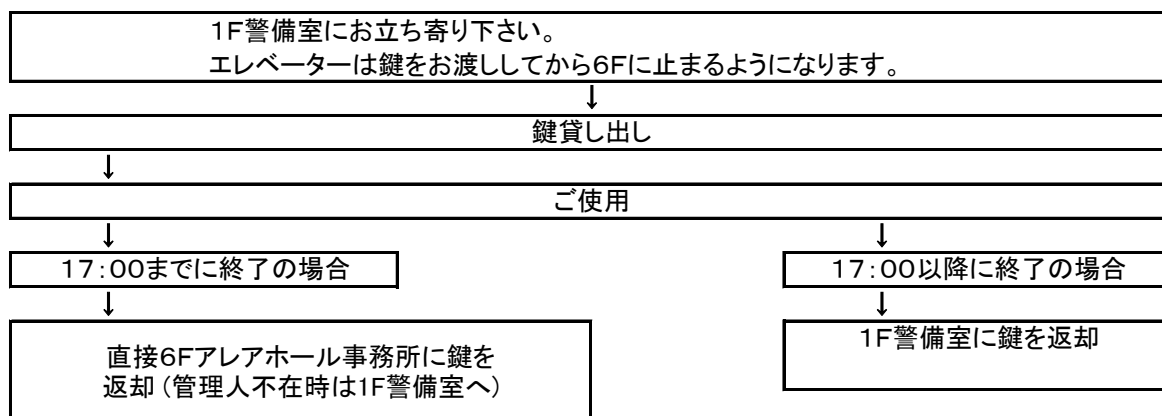 1F警備室にお立ち寄り下さい。
エレベーターは鍵をお渡ししてから6Fに止まるようになります。
↓
鍵貸し出し
↓
ご使用
↓ ↓
17:00までに終了の場合
17:00以降に終了の場合
↓ ↓
直接6Fアレアホール事務所に鍵を
返却(管理人不在時は1F警備室へ)
1F警備室に鍵を返却